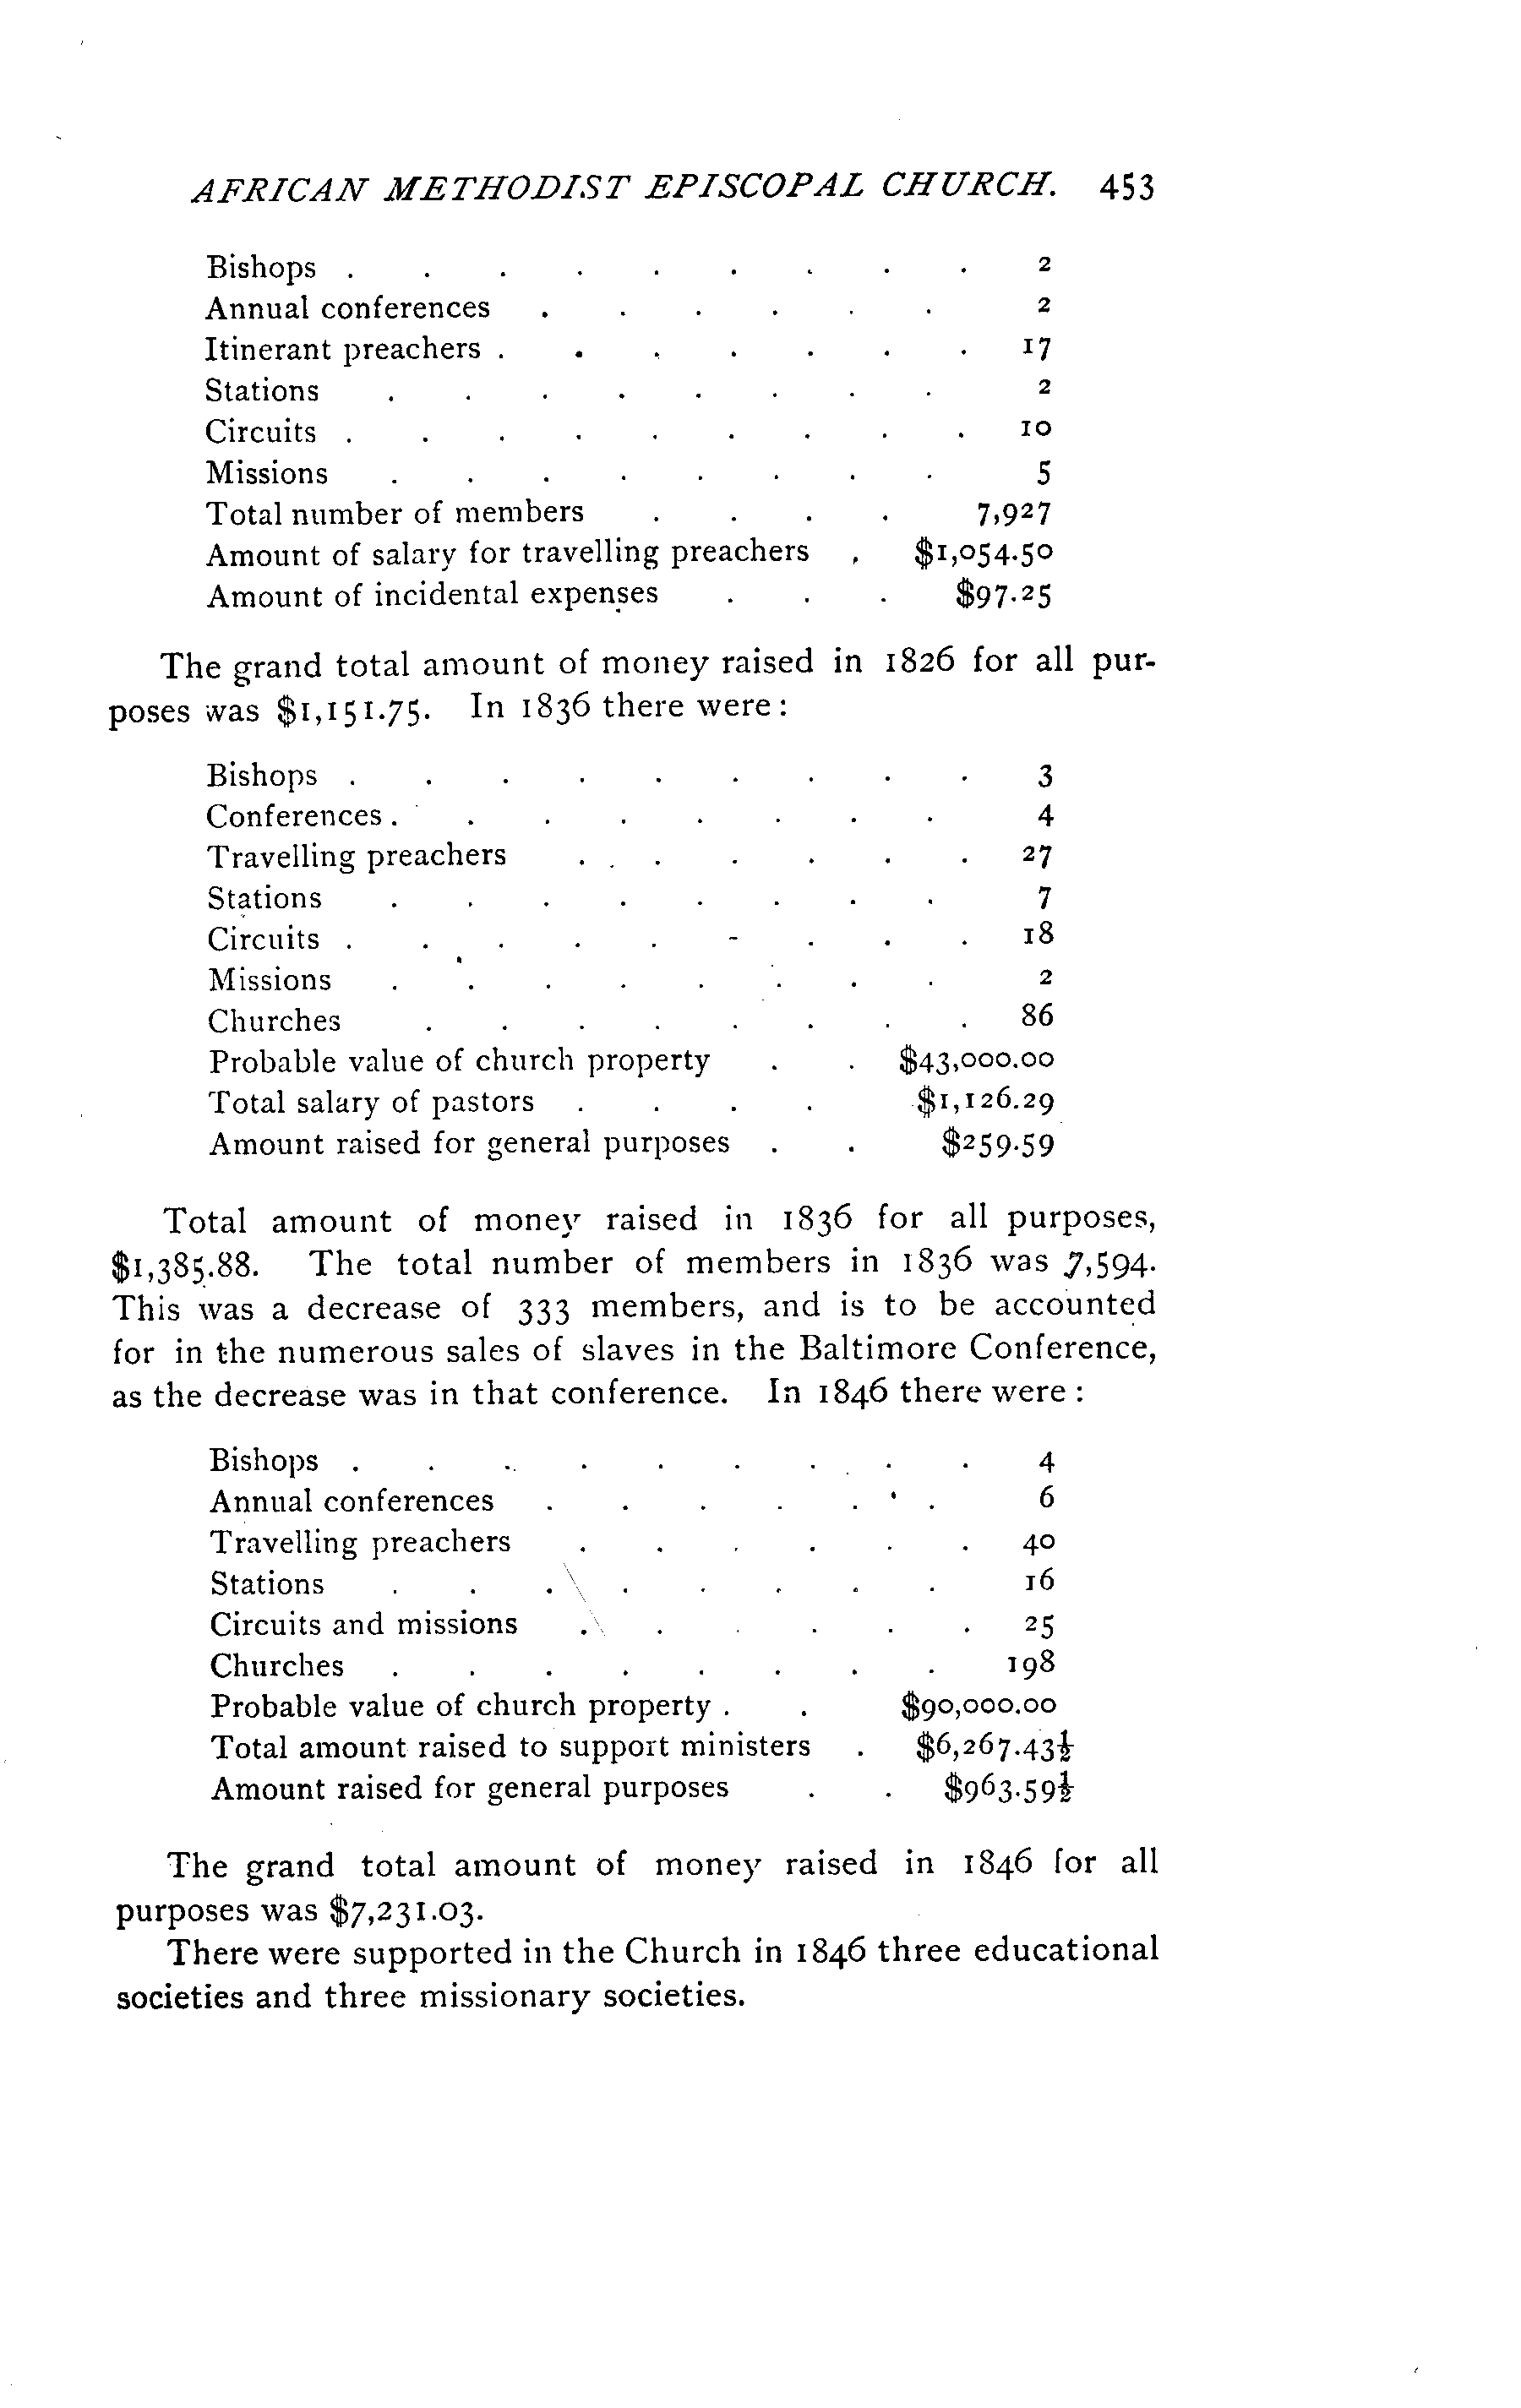 AFRICAN METHODIST EPISCOPAL CHURCH. 453
Bishops . . . . . . . . . 2
Annual conferences . . . . . . 2
Itinerant preachers . . . . . . . 17
Stations . . . . . . . . 2
Circuits . . . . . . . . . 10
Missions . . . . . . . . 5
Total number of members . . . . 7,927
Amount of salary for travelling preachers . $1,054.50
Amount of incidental expenses . . . $97.25
The grand total amount of money raised in 1826 for all pur-
poses was $1,151.75. In 1836 there were:
Bishops . . . . . . . . . 3
Conferences . . . . . . . . 4
Travelling preachers . . . . . . 27
Stations . . . . . . . . 7
Circuits . . . . . . . . . 18
Missions . . . . . . . . 2
Churches . . . . . . . . 86
Probable value of church property . . $43,000.00
Total salary of pastors . . . . $1,126.29
Amount raised for general purposes . . $259.59
Total amount of money raised in 1836 for all purposes,
$1,385.88. The total number of members in 1836 was 7,594.
This was a decrease of 333 members, and is to be accounted
for in the numerous sales of slaves in the Baltimore Conference,
as the decrease was in that conference. In 1846 there were:
Bishops . . . . . . . . . 4
Annual conferences . . . . . . 6
Travelling preachers . . . . . . 40
Stations . . . . . . . . 16
Circuits and missions . . . . . . 25
Churches . . . . . . . . 198
Probable value of church property . . $90,000.00
Total amount raised to support ministers . $6,267.43½
Amount raised for general purposes . . $963.59½
The grand total amount of money raised in 1846 for all
purposes was $7,231.03.
There were supported in the Church in 1846 three educational
societies and three missionary societies.